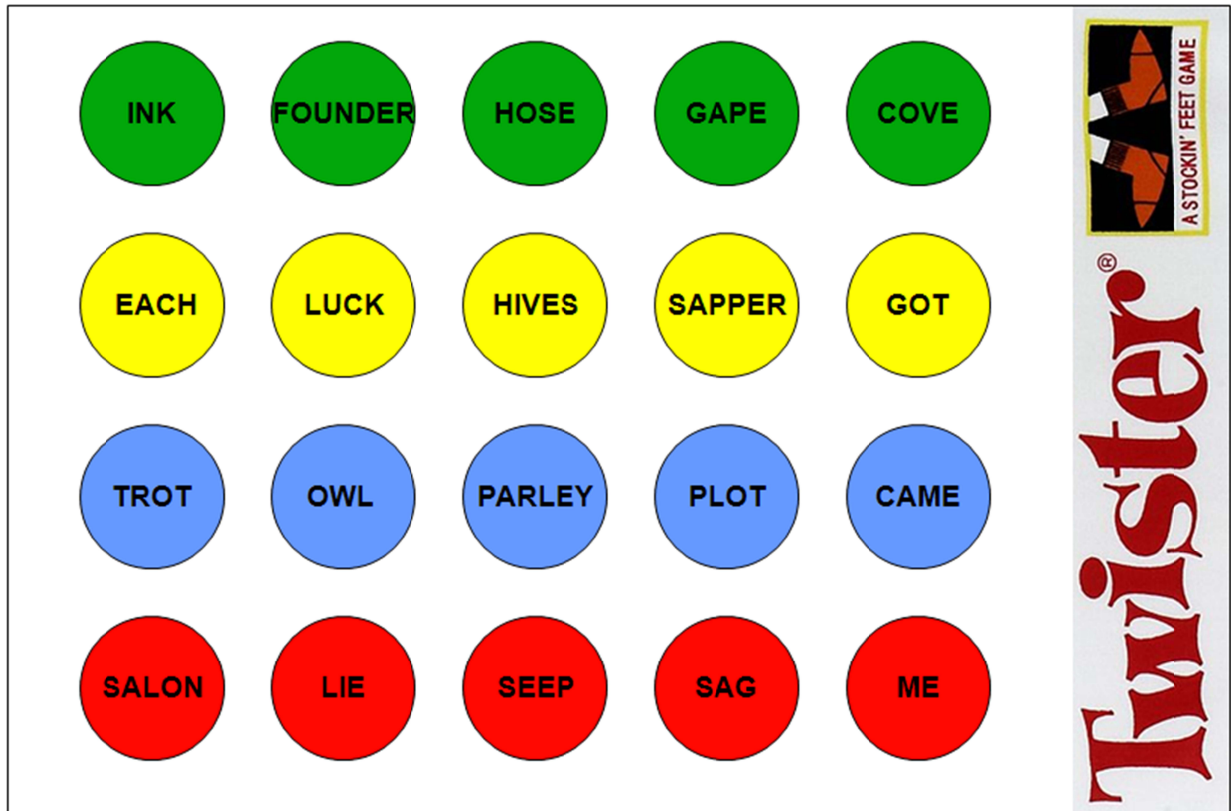 INK FOUNDER HOSE GAPE COVE
EACH LUCK HIVES SAPPER GOT
TROT OWL PARLEY PLOT CAME
SALON LIE SEEP SAG ME
A STOCKIN' FEET GAME
Twister®